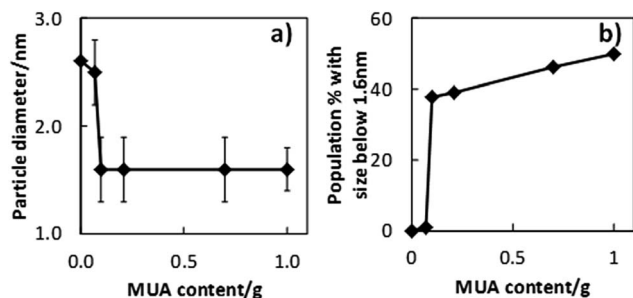 a)
Particle diameter/nm
3.0
2.0
1.0
0.0
0.5
1.0
MUA content/g
b)
Population % with
size below 1.6nm
60
40
20
0
0
0.5
1
MUA content/g